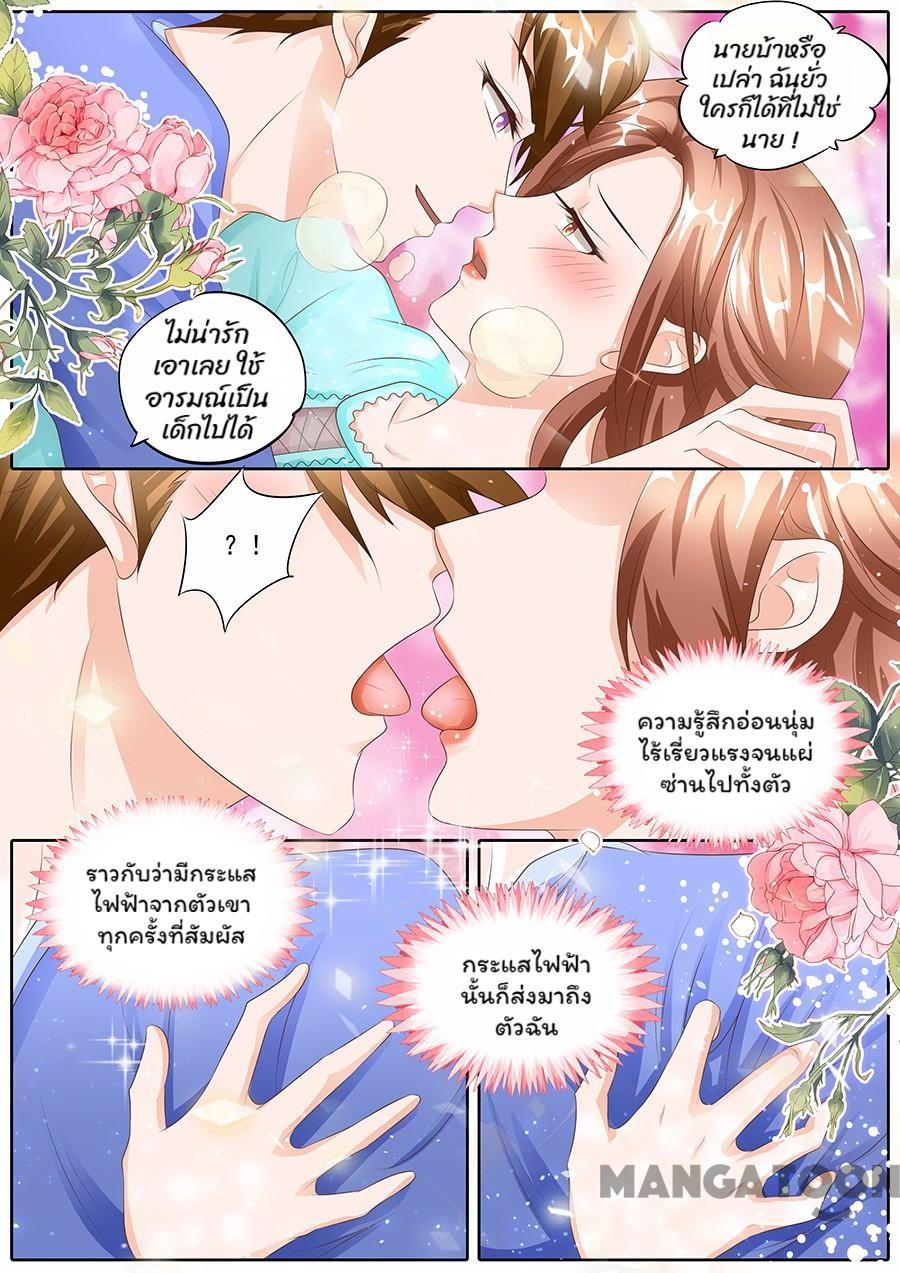 นายบ้าหรือ
เปล่า ฉันยั่ว
ใครก็ได้ที่ไม่ใช่
นาย !
ไม่น่ารัก
เอาเลย ใช้
อารมณ์เป็น
เด็กไปได้
? !
ความรู้สึกอ่อนนุ่ม
ไร้เรี่ยวแรงจนแผ่
ซ่านไปทั้งตัว
ราวกับว่ามีกระแส
ไฟฟ้าจากตัวเขา
ทุกครั้งที่สัมผัส
กระแสไฟฟ้า
นั้นก็ส่งมาถึง
ตัวฉัน
MANGATOON